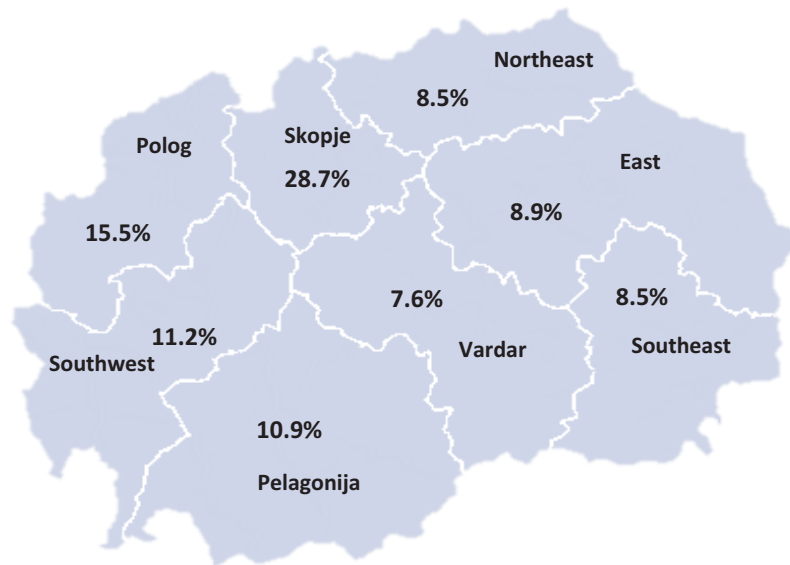 Northeast
8.5%
Skopje
28.7%
Polog
15.5%
East
8.9%
7.6%
Vardar
8.5%
Southeast
11.2%
Southwest
10.9%
Pelagonija